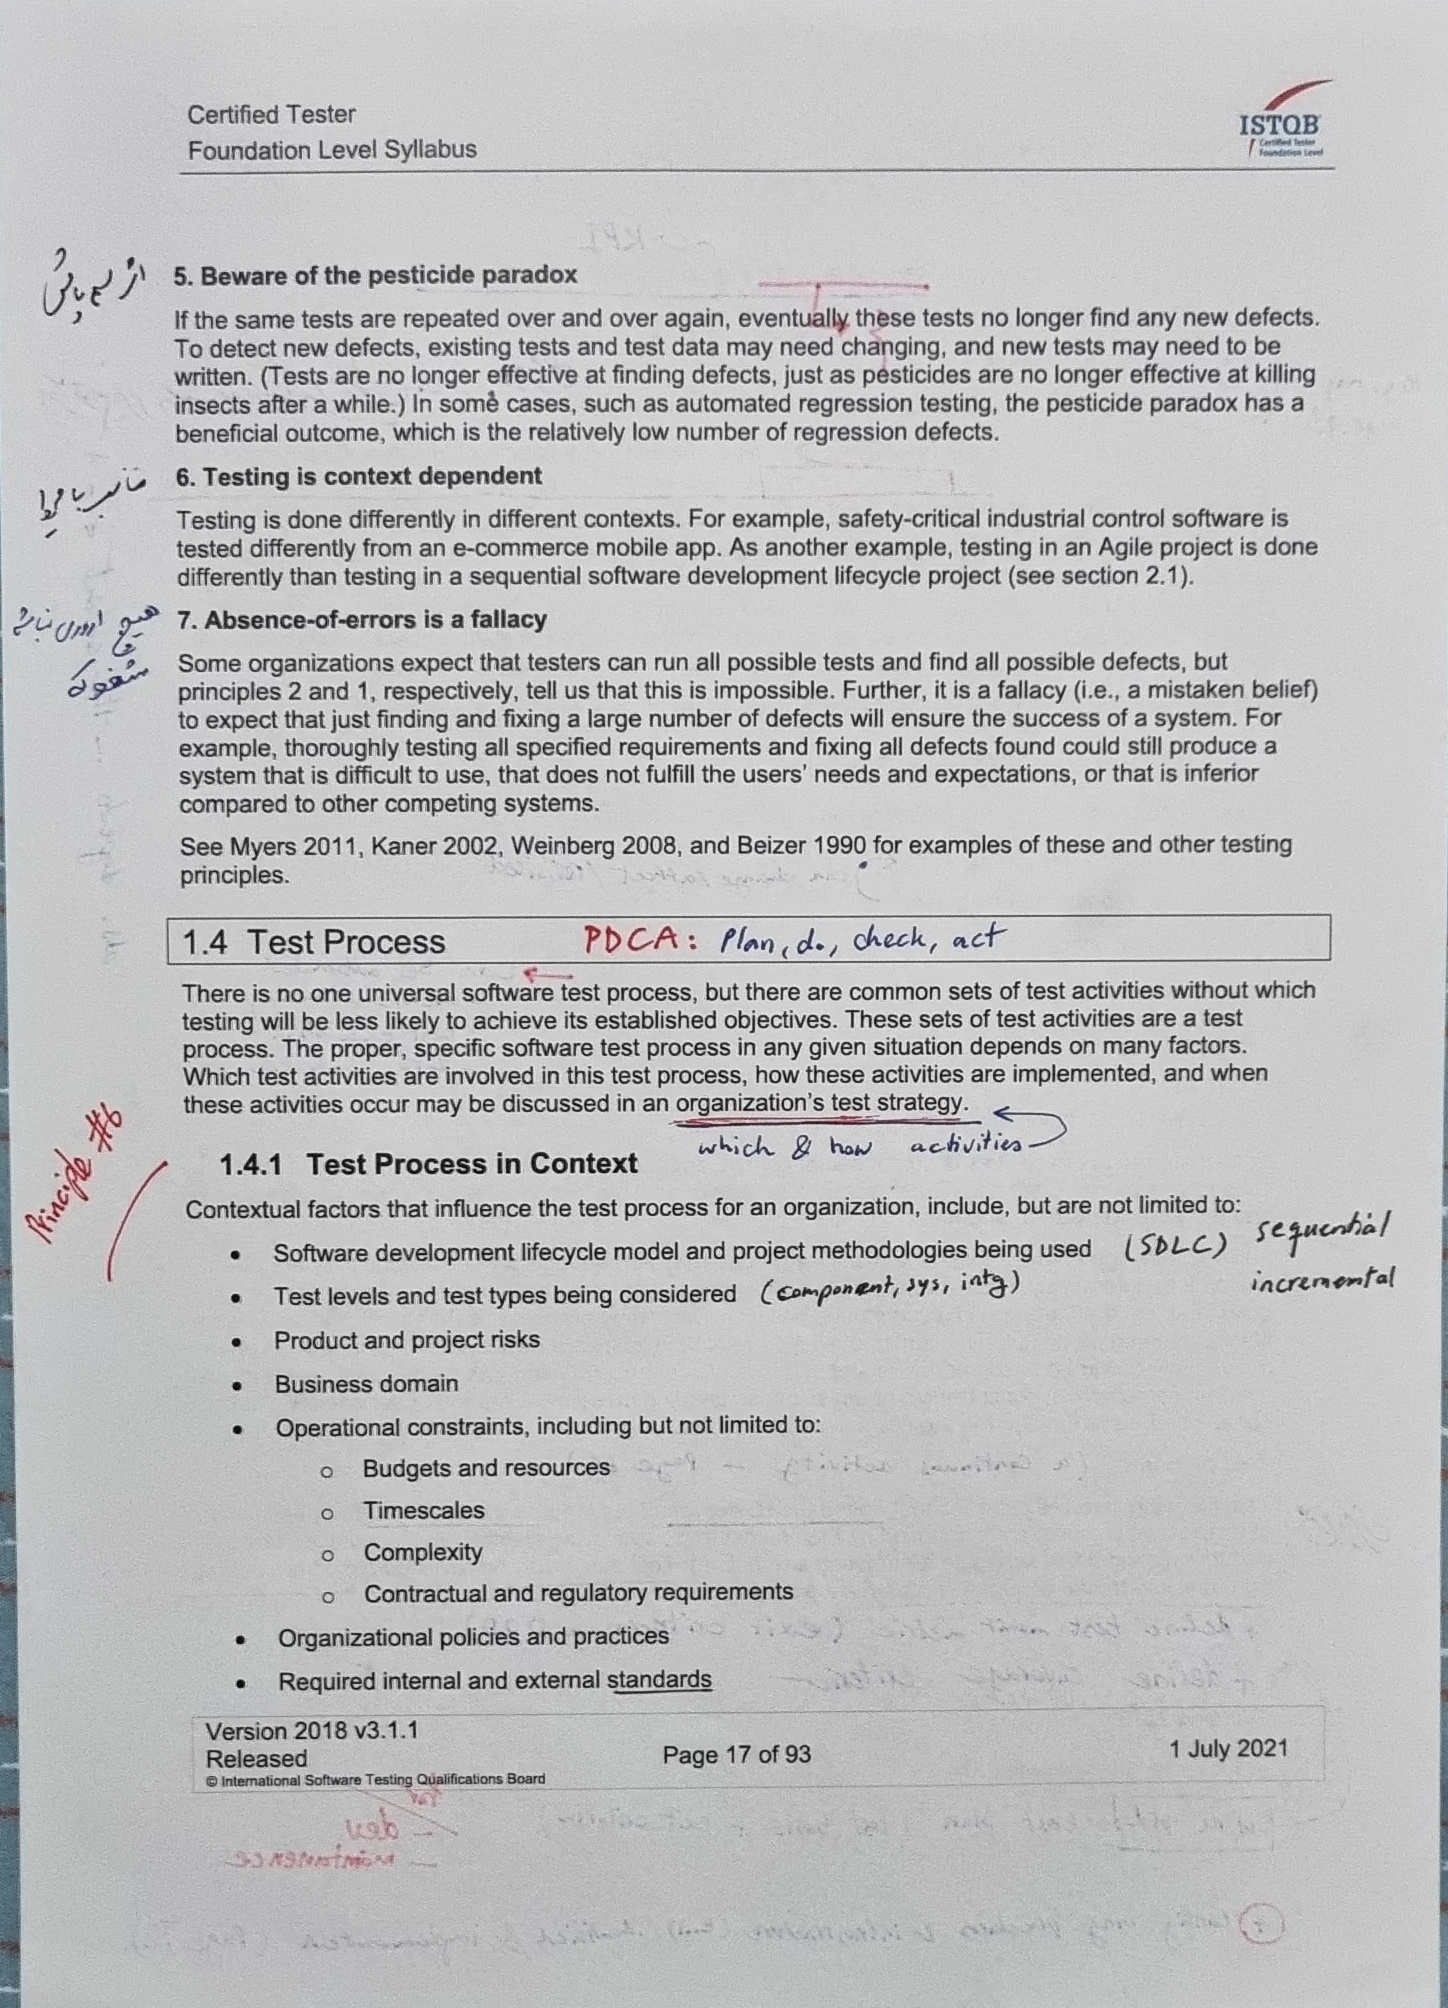 Certified Tester
Foundation Level Syllabus
ISTQB
Certified Tester
Foundation Level
از سم پاشی
5. Beware of the pesticide paradox
If the same tests are repeated over and over again, eventually these tests no longer find any new defects.
To detect new defects, existing tests and test data may need changing, and new tests may need to be
written. (Tests are no longer effective at finding defects, just as pesticides are no longer effective at killing
insects after a while.) In some cases, such as automated regression testing, the pesticide paradox has a
beneficial outcome, which is the relatively low number of regression defects.
6. Testing is context dependent
Testing is done differently in different contexts. For example, safety-critical industrial control software is
tested differently from an e-commerce mobile app. As another example, testing in an Agile project is done
differently than testing in a sequential software development lifecycle project (see section 2.1).
هیچ
7. Absence-of-errors is a fallacy
Some organizations expect that testers can run all possible tests and find all possible defects, but
principles 2 and 1, respectively, tell us that this is impossible. Further, it is a fallacy (i.e., a mistaken belief)
to expect that just finding and fixing a large number of defects will ensure the success of a system. For
example, thoroughly testing all specified requirements and fixing all defects found could still produce a
system that is difficult to use, that does not fulfill the users' needs and expectations, or that is inferior
compared to other competing systems.
See Myers 2011, Kaner 2002, Weinberg 2008, and Beizer 1990 for examples of these and other testing
principles.
1.4 Test Process PDCA: Plan, do, check, act
There is no one universal software test process, but there are common sets of test activities without which
testing will be less likely to achieve its established objectives. These sets of test activities are a test
process. The proper, specific software test process in any given situation depends on many factors.
Which test activities are involved in this test process, how these activities are implemented, and when
these activities occur may be discussed in an organization's test strategy.
which & how activities
Principle #6
1.4.1 Test Process in Context
Contextual factors that influence the test process for an organization, include, but are not limited to:
• Software development lifecycle model and project methodologies being used (SDLC) sequential
incremental
• Test levels and test types being considered (component, sys, intg)
• Product and project risks
• Business domain
• Operational constraints, including but not limited to:
o Budgets and resources
o Timescales
o Complexity
o Contractual and regulatory requirements
• Organizational policies and practices
• Required internal and external standards
Version 2018 v3.1.1
Released
© International Software Testing Qualifications Board
Page 17 of 93
1 July 2021